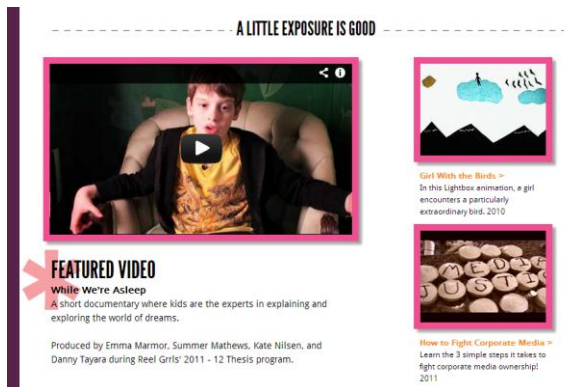 A LITTLE EXPOSURE IS GOOD
FEATURED VIDEO
While We're Asleep
A short documentary where kids are the experts in explaining and
exploring the world of dreams.
Produced by Emma Marmor, Summer Mathews, Kate Nilsen, and
Danny Tayara during Reel Grrls' 2011 - 12 Thesis program.
Girl With the Birds >
In this Lightbox animation, a girl
encounters a particularly
extraordinary bird. 2010
MEDIA
JUSTIC
How to Fight Corporate Media >
Learn the 3 simple steps it takes to
fight corporate media ownership!
2011